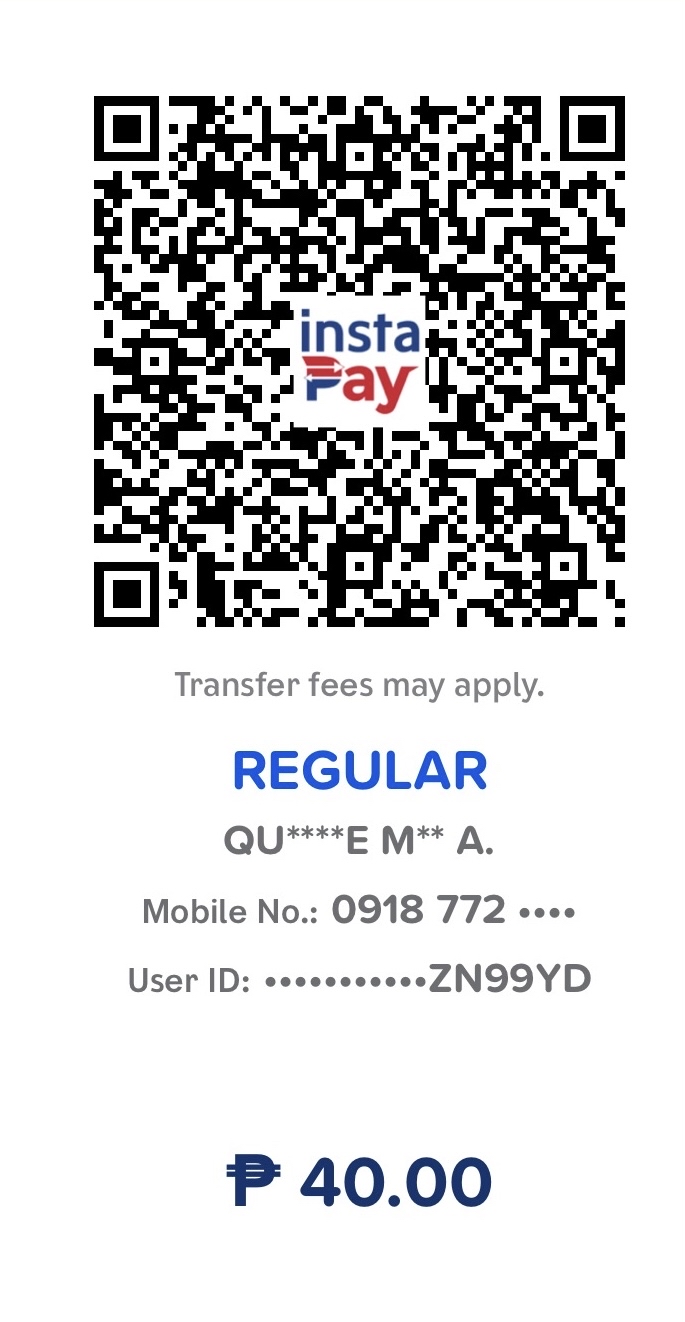 insta
Pay
Transfer fees may apply.
REGULAR
QU****E M** A.
Mobile No.: 0918 772 ••••
User ID: •••••••••••ZN99YD
₱ 40.00